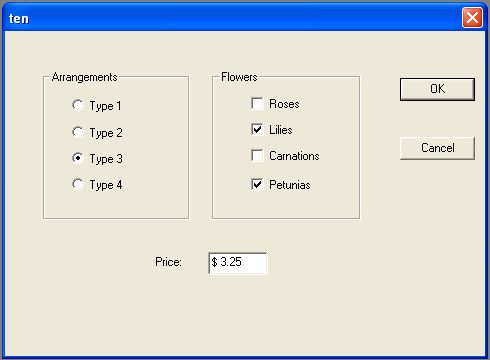 ten
Arrangements
Type 1
Type 2
Type 3
Type 4
Flowers
Roses
Lilies
Carnations
Petunias
OK
Cancel
Price:
$ 3.25